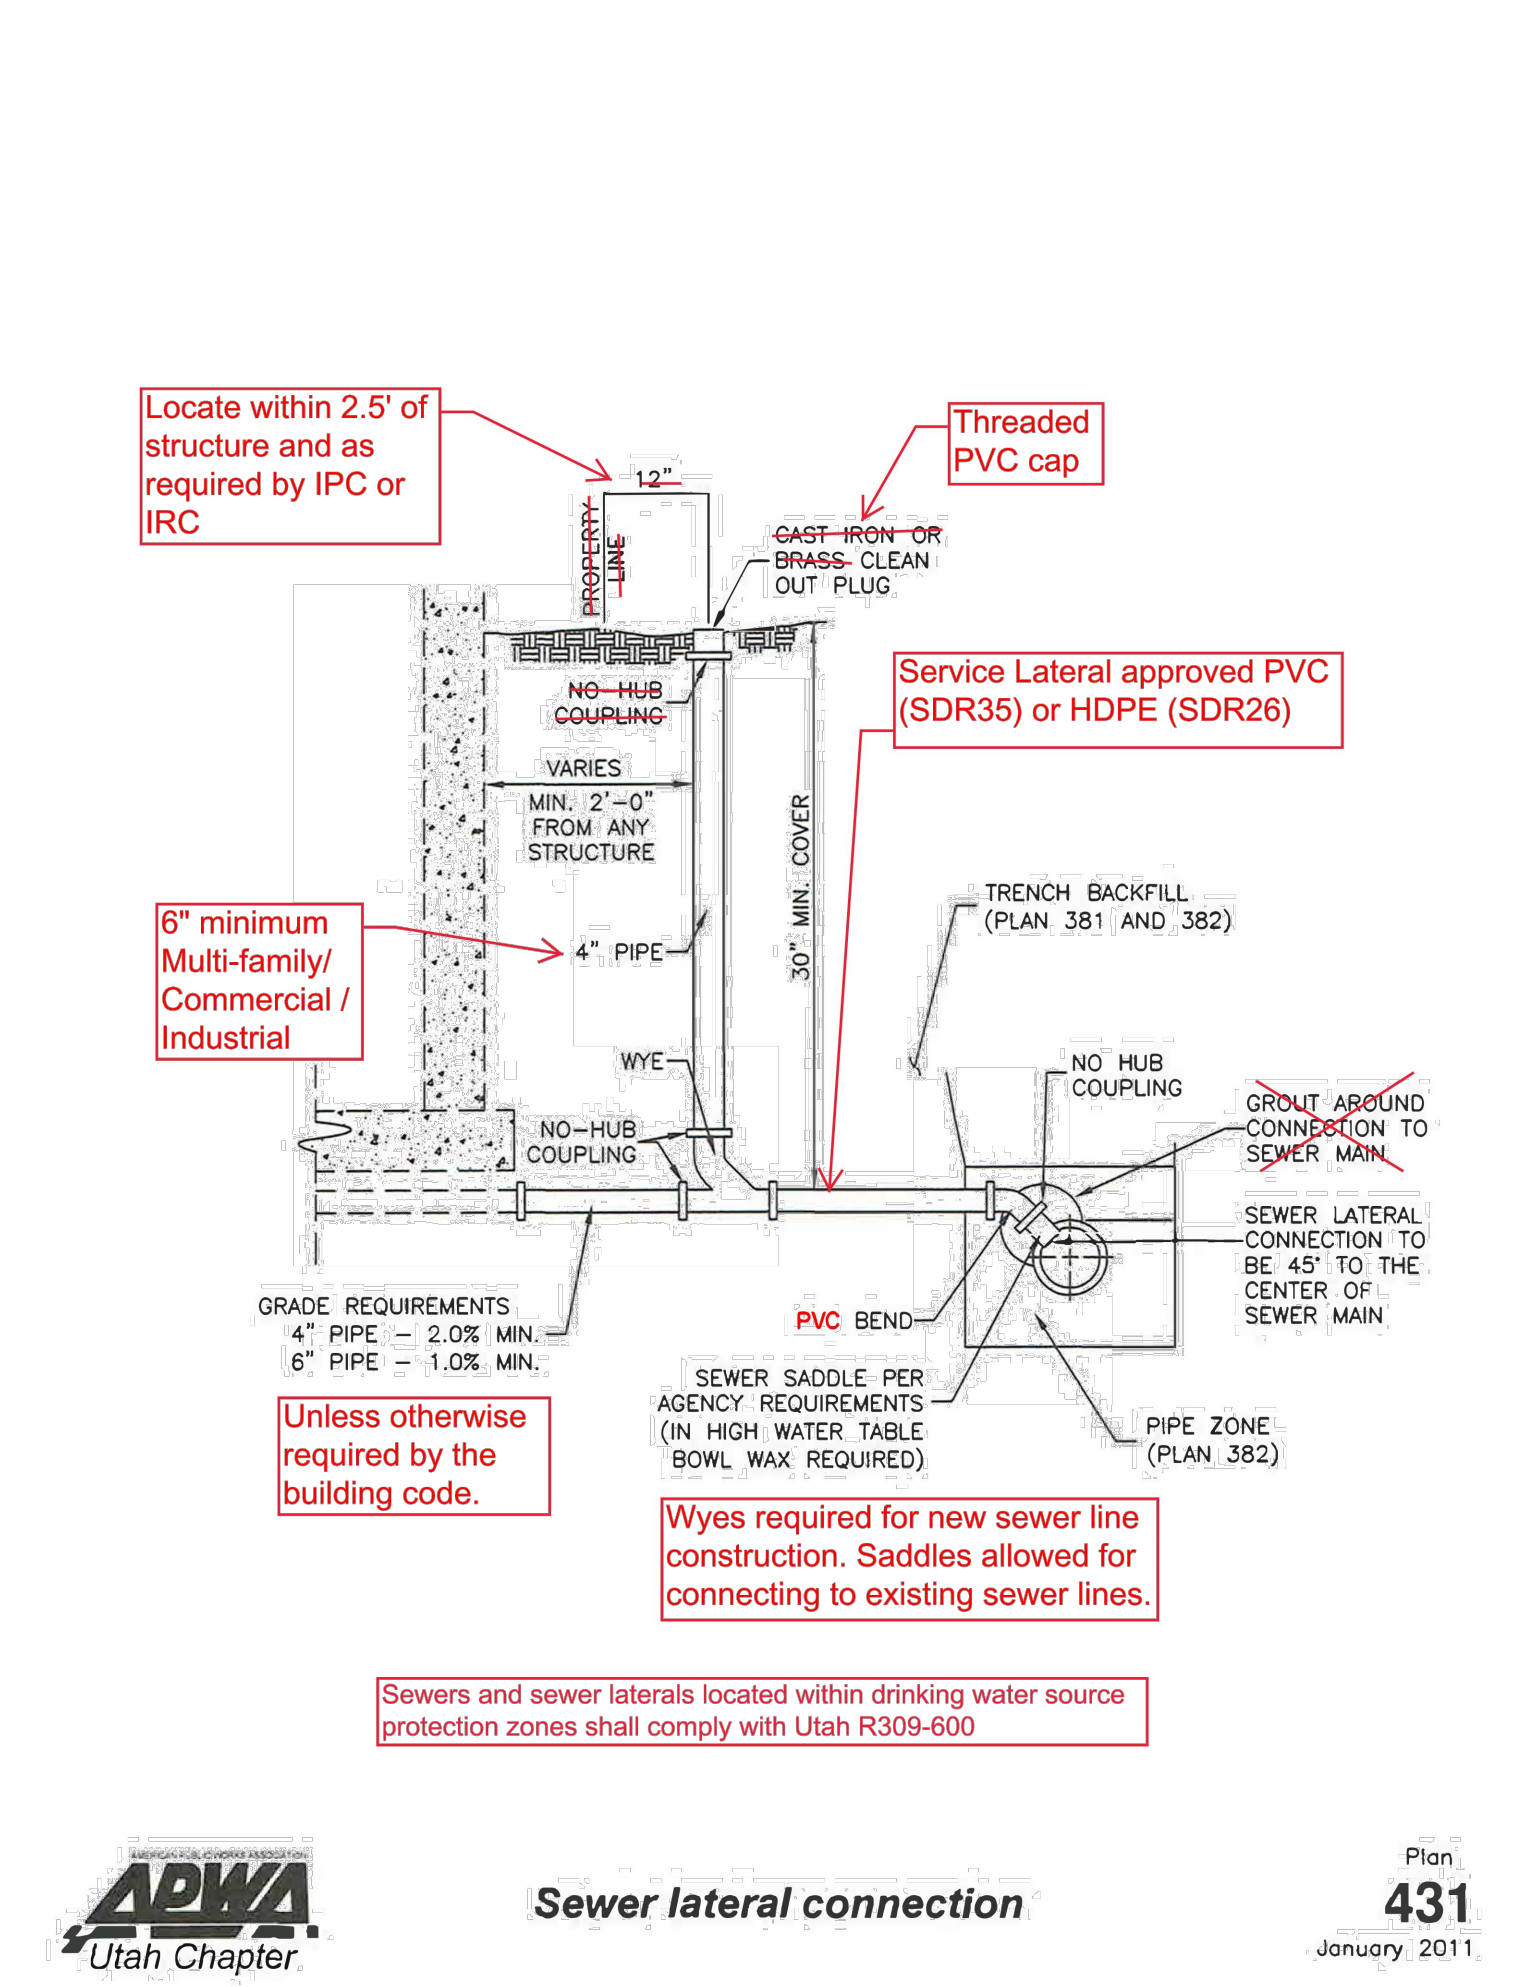 Locate within 2.5' of
structure and as
required by IPC or
IRC
Threaded
PVC cap
12"
PROPERTY
LINE
CAST IRON OR
BRASS CLEAN
OUT PLUG
NO HUB
COUPLING
Service Lateral approved PVC
(SDR35) or HDPE (SDR26)
VARIES
MIN. 2'-0"
FROM ANY
STRUCTURE
30" MIN. COVER
TRENCH BACKFILL
(PLAN 381 AND 382)
6" minimum
Multi-family/
Commercial /
Industrial
4" PIPE
WYE
NO HUB
COUPLING
GROUT AROUND
CONNECTION TO
SEWER MAIN
NO-HUB
COUPLING
SEWER LATERAL
CONNECTION TO
BE 45° TO THE
CENTER OF
SEWER MAIN
GRADE REQUIREMENTS
4" PIPE - 2.0% MIN.
6" PIPE - 1.0% MIN.
PVC BEND
SEWER SADDLE PER
AGENCY REQUIREMENTS
(IN HIGH WATER TABLE
BOWL WAX REQUIRED)
PIPE ZONE
(PLAN 382)
Unless otherwise
required by the
building code.
Wyes required for new sewer line
construction. Saddles allowed for
connecting to existing sewer lines.
Sewers and sewer laterals located within drinking water source
protection zones shall comply with Utah R309-600
AMERICAN PUBLIC WORKS ASSOCIATION
APWA
Utah Chapter
Sewer lateral connection
Plan
431
January 2011